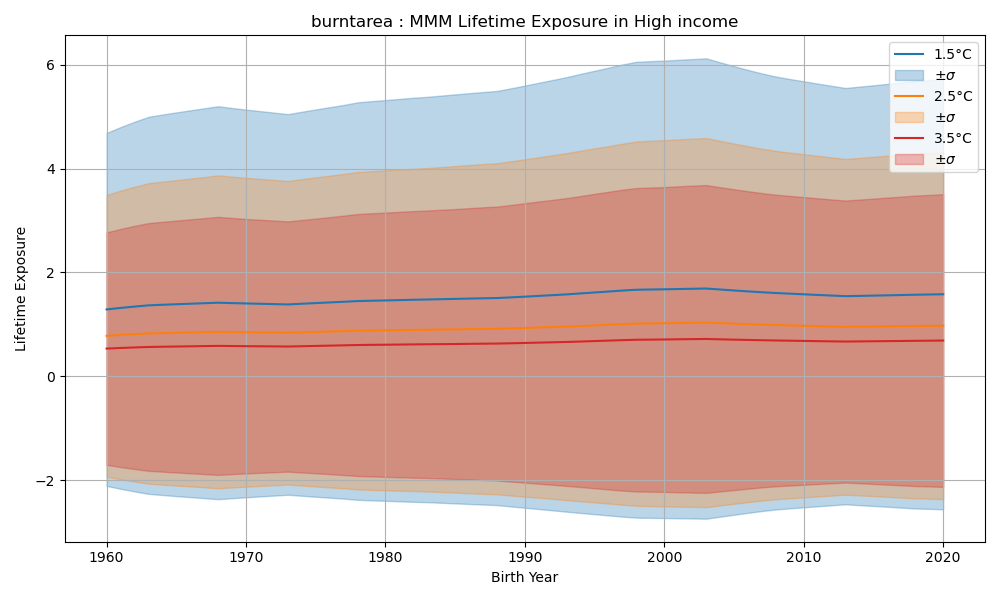 burntarea : MMM Lifetime Exposure in High income
1.5°C
±σ
2.5°C
±σ
3.5°C
±σ
Lifetime Exposure
6
4
2
0
−2
1960
1970
1980
1990
2000
2010
2020
Birth Year